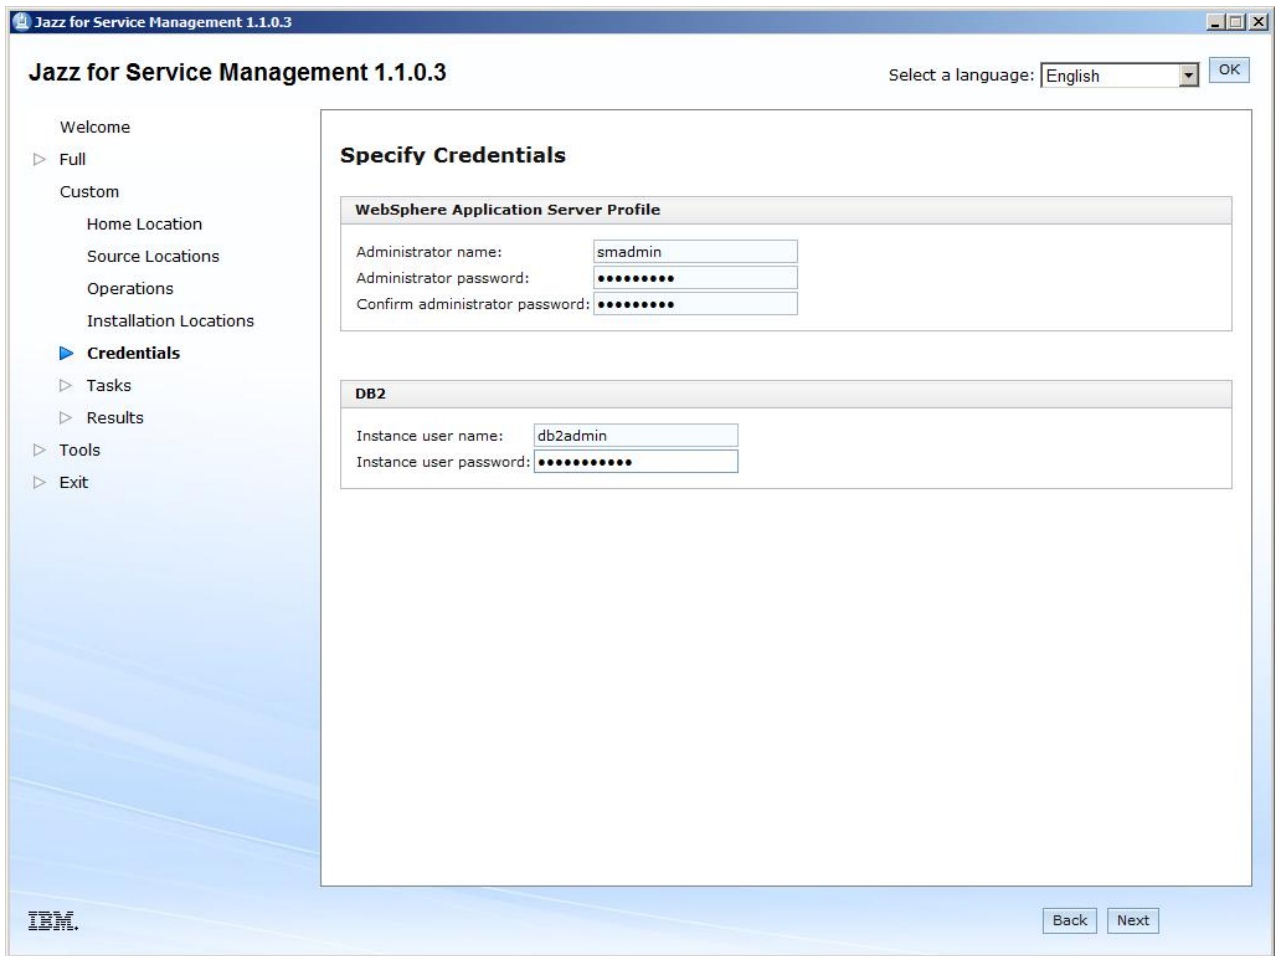 Jazz for Service Management 1.1.0.3
Jazz for Service Management 1.1.0.3
Select a language: English OK
Welcome
Full
Custom
Home Location
Source Locations
Operations
Installation Locations
Credentials
Tasks
Results
Tools
Exit
Specify Credentials
WebSphere Application Server Profile
Administrator name: smadmin
Administrator password: •••••••••
Confirm administrator password: •••••••••
DB2
Instance user name: db2admin
Instance user password: •••••••••••
IBM.
Back Next